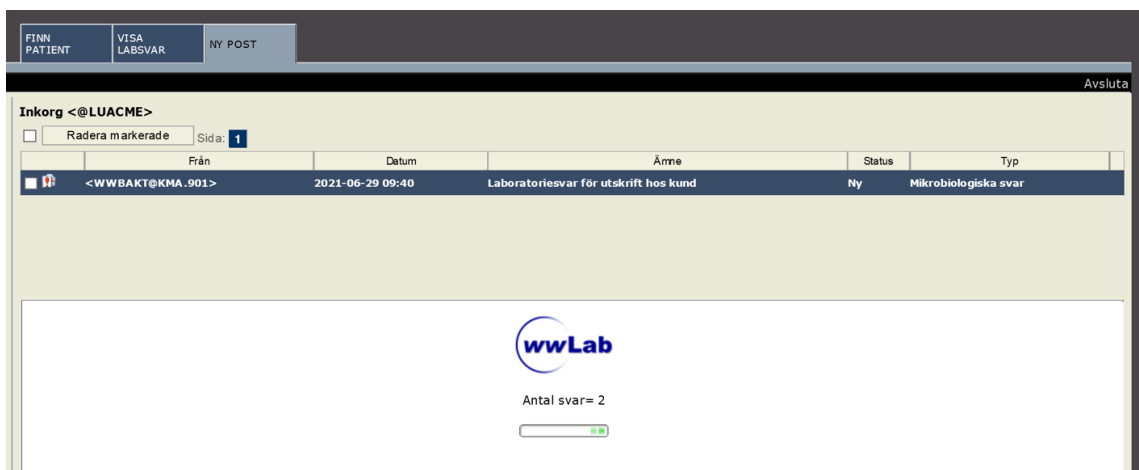 FINN PATIENT
VISA LABSVAR
NY POST
Avsluta
Inkorg <@LUACME>
Radera markerade Sida: 1
Från Datum Ämne Status Typ
<WWBAKT@KMA.901> 2021-06-29 09:40 Laboratoriesvar för utskrift hos kund Ny Mikrobiologiska svar
wwLab
Antal svar= 2